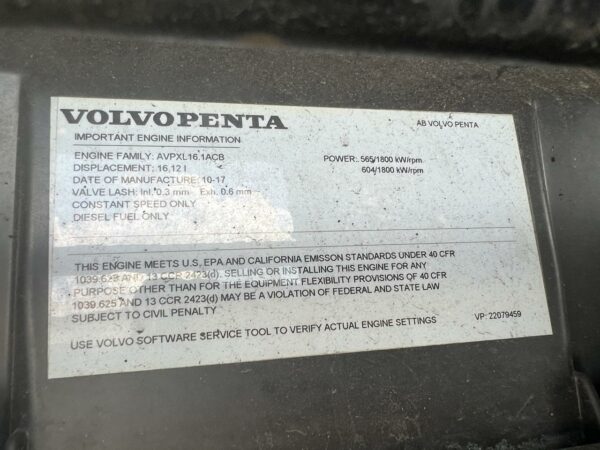 VOLVO PENTA
AB VOLVO PENTA
IMPORTANT ENGINE INFORMATION
ENGINE FAMILY: AVPXL16.1ACB
POWER: 565/1800 kW/rpm
DISPLACEMENT: 16,12 l
604/1800 kW/rpm
DATE OF MANUFACTURE: 10-17
VALVE LASH: Inl. 0.3 mm Exh. 0.6 mm
CONSTANT SPEED ONLY
DIESEL FUEL ONLY
THIS ENGINE MEETS U.S, EPA AND CALIFORNIA EMISSON STANDARDS UNDER 40 CFR
1039.625 AND 13 CCR 2423(d). SELLING OR INSTALLING THIS ENGINE FOR ANY
PURPOSE OTHER THAN FOR THE EQUIPMENT FLEXIBILITY PROVISIONS OF 40 CFR
1039.625 AND 13 CCR 2423(d) MAY BE A VIOLATION OF FEDERAL AND STATE LAW
SUBJECT TO CIVIL PENALTY
USE VOLVO SOFTWARE SERVICE TOOL TO VERIFY ACTUAL ENGINE SETTINGS
VP: 22079459